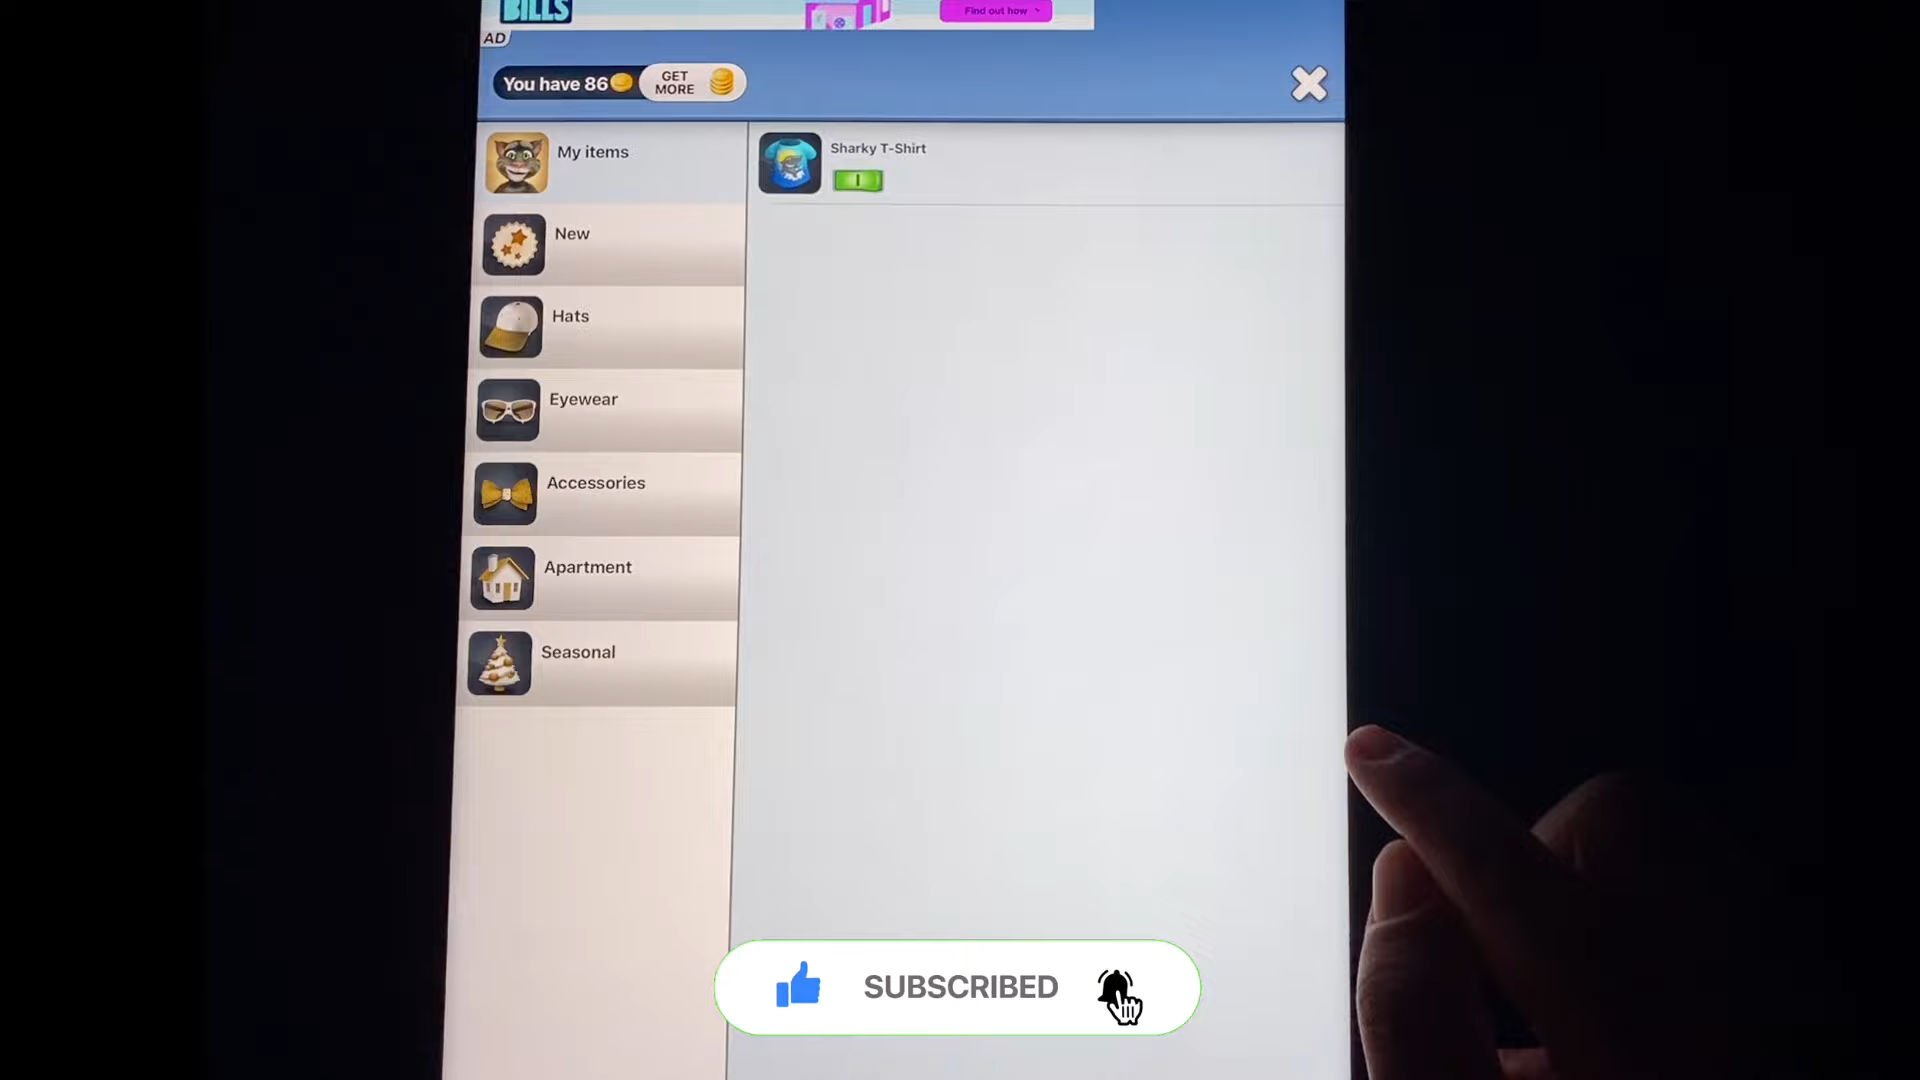 BILLS
Find out how
AD
You have 86
GET
MORE
My items
Sharky T-Shirt
New
Hats
Eyewear
Accessories
Apartment
Seasonal
SUBSCRIBED